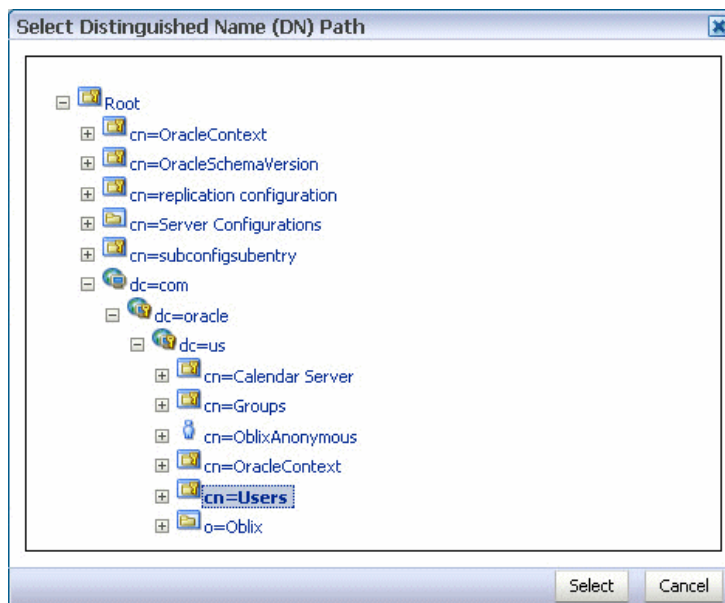 Select Distinguished Name (DN) Path
Root
cn=OracleContext
cn=OracleSchemaVersion
cn=replication configuration
cn=Server Configurations
cn=subconfigsubentry
dc=com
dc=oracle
dc=us
cn=Calendar Server
cn=Groups
cn=OblixAnonymous
cn=OracleContext
cn=Users
o=Oblix
Select Cancel